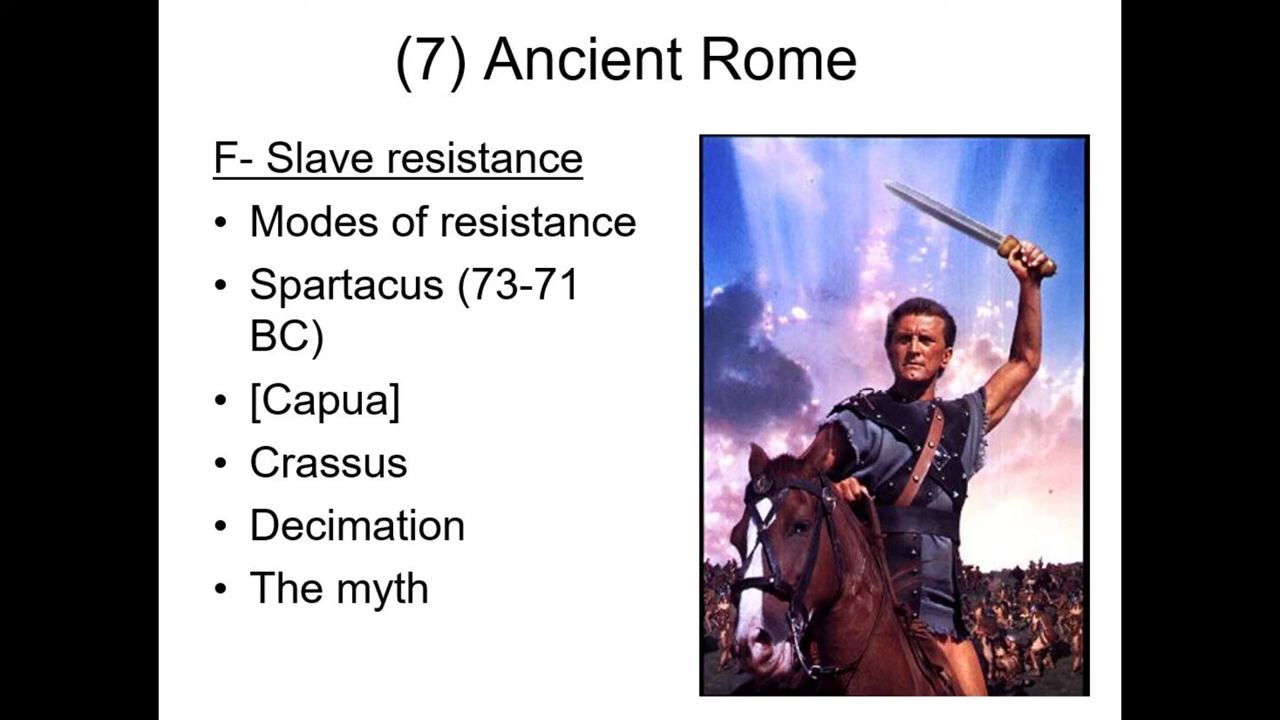 (7) Ancient Rome
F- Slave resistance
• Modes of resistance
• Spartacus (73-71
BC)
• [Capua]
• Crassus
• Decimation
• The myth